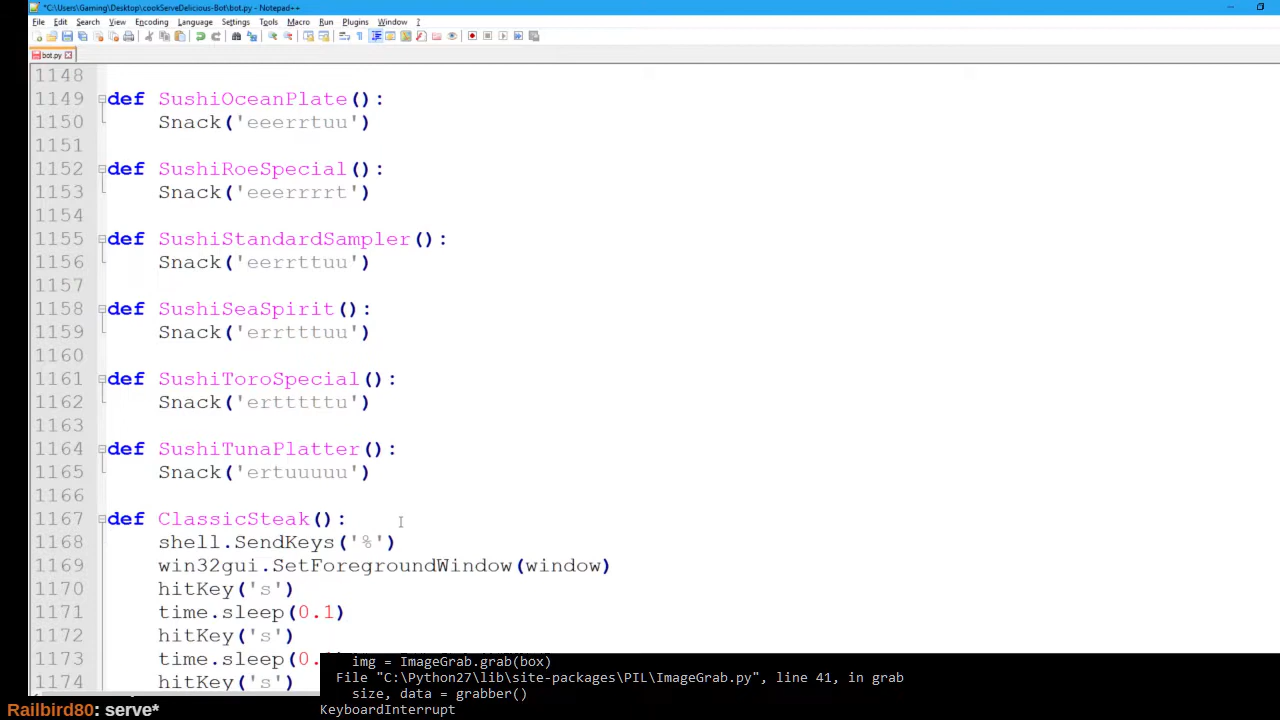 *C:\Users\Gaming\Desktop\cookServeDelicious-Bot\bot.py - Notepad++
File Edit Search View Encoding Language Settings Tools Macro Run Plugins Window ?
bot.py
1148
1149 def SushiOceanPlate():
1150 Snack('eeerrtuu')
1151
1152 def SushiRoeSpecial():
1153 Snack('eeerrrrt')
1154
1155 def SushiStandardSampler():
1156 Snack('eerrttuu')
1157
1158 def SushiSeaSpirit():
1159 Snack('errtttuu')
1160
1161 def SushiToroSpecial():
1162 Snack('ertttttu')
1163
1164 def SushiTunaPlatter():
1165 Snack('ertuuuuu')
1166
1167 def ClassicSteak():
1168 shell.SendKeys('%')
1169 win32gui.SetForegroundWindow(window)
1170 hitKey('s')
1171 time.sleep(0.1)
1172 hitKey('s')
1173 time.sleep(0.
1174 hitKey('s')
img = ImageGrab.grab(box)
File "C:\Python27\lib\site-packages\PIL\ImageGrab.py", line 41, in grab
size, data = grabber()
KeyboardInterrupt
Railbird80: serve*